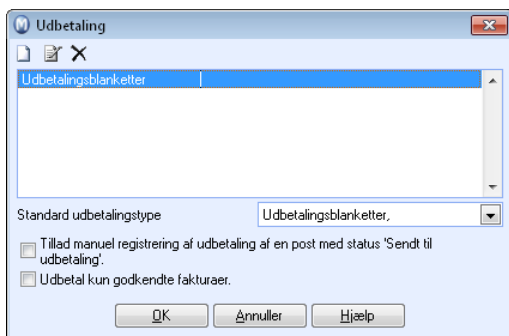 Udbetaling
Udbetalingsblanketter
Standard udbetalingstype
Udbetalingsblanketter,
Tillad manuel registrering af udbetaling af en post med status 'Sendt til
udbetaling'.
Udbetal kun godkendte fakturaer.
OK
Annuller
Hjælp